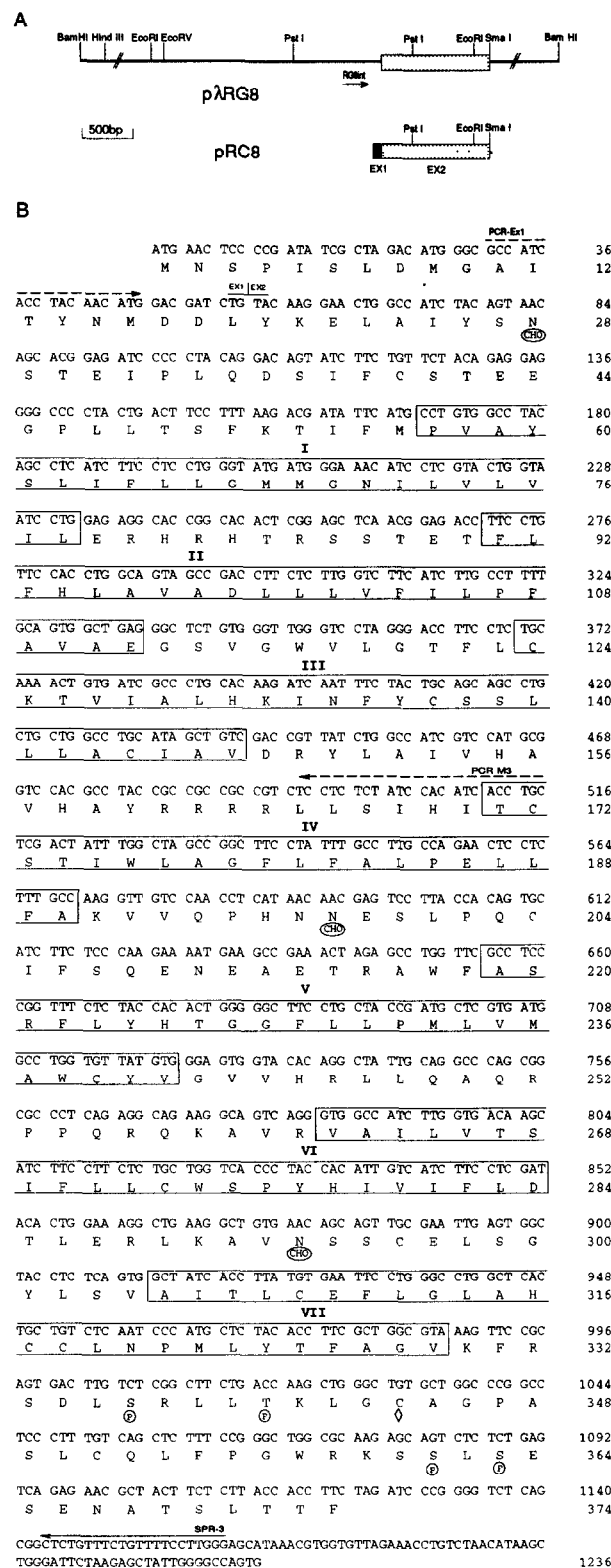 A
BamHI Hind III EcoRI EcoRV Pst I Pst I EcoRI Sma I Bam HI
RG8int
pλRG8
500bp
Pst I EcoRI Sma I
pRC8
EX1 EX2
B
PCR-Ex1
ATG AAC TCC CCG ATA TCG CTA GAC ATG GGC GCC ATC 36
M N S P I S L D M G A I 12
EX1 EX2
ACC TAC AAC ATG GAC GAT CTG TAC AAG GAA CTG GCC ATC TAC AGT AAC 84
T Y N M D D L Y K E L A I Y S N 28
CHO
AGC ACG GAG ATC CCC CTA CAG GAC AGT ATC TTC TGT TCT ACA GAG GAG 136
S T E I P L Q D S I F C S T E E 44
GGG CCC CTA CTG ACT TCC TTT AAG ACG ATA TTC ATG CCT GTG GCC TAC 180
G P L L T S F K T I F M P V A Y 60
I
AGC CTC ATC TTC CTC CTG GGT ATG ATG GGA AAC ATC CTC GTA CTG GTA 228
S L I F L L G M M G N I L V L V 76
ATC CTG GAG AGG CAC CGG CAC ACT CGG AGC TCA ACG GAG ACC TTC CTG 276
I L E R H R H T R S S T E T F L 92
II
TTC CAC CTG GCA GTA GCC GAC CTT CTC TTG GTC TTC ATC TTG CCT TTT 324
F H L A V A D L L L V F I L P F 108
GCA GTG GCT GAG GGC TCT GTG GGT TGG GTC CTA GGG ACC TTC CTC TGC 372
A V A E G S V G W V L G T F L C 124
III
AAA ACT GTG ATC GCC CTG CAC AAG ATC AAT TTC TAC TGC AGC AGC CTG 420
K T V I A L H K I N F Y C S S L 140
CTG CTG GCC TGC ATA GCT GTC GAC CGT TAT CTG GCC ATC GTC CAT GCG 468
L L A C I A V D R Y L A I V H A 156
PCR M3
GTC CAC GCC TAC CGC CGC CGC CGT CTC CTC TCT ATC CAC ATC ACC TGC 516
V H A Y R R R R L L S I H I T C 172
IV
TCG ACT ATT TGG CTA GCC GGC TTC CTA TTT GCC TTG CCA GAA CTC CTC 564
S T I W L A G F L F A L P E L L 188
TTT GCC AAG GTT GTC CAA CCT CAT AAC AAC GAG TCC TTA CCA CAG TGC 612
F A K V V Q P H N N E S L P Q C 204
CHO
ATC TTC TCC CAA GAA AAT GAA GCC GAA ACT AGA GCC TGG TTC GCC TCC 660
I F S Q E N E A E T R A W F A S 220
V
CGG TTT CTC TAC CAC ACT GGG GGC TTC CTG CTA CCG ATG CTC GTG ATG 708
R F L Y H T G G F L L P M L V M 236
GCC TGG TGT TAT GTG GGA GTG GTA CAC AGG CTA TTG CAG GCC CAG CGG 756
A W C Y V G V V H R L L Q A Q R 252
CGC CCT CAG AGG CAG AAG GCA GTC AGG GTG GCC ATC TTG GTG ACA AGC 804
P P Q R Q K A V R V A I L V T S 268
VI
ATC TTC CTT CTC TGC TGG TCA CCC TAC CAC ATT GTC ATC TTC CTC GAT 852
I F L L C W S P Y H I V I F L D 284
ACA CTG GAA AGG CTG AAG GCT GTG AAC AGC AGT TGC GAA TTG AGT GGC 900
T L E R L K A V N S S C E L S G 300
CHO
TAC CTC TCA GTG GCT ATC ACC TTA TGT GAA TTC CTG GGC CTG GCT CAC 948
Y L S V A I T L C E F L G L A H 316
VII
TGC TGT CTC AAT CCC ATG CTC TAC ACC TTC GCT GGC GTA AAG TTC CGC 996
C C L N P M L Y T F A G V K F R 332
AGT GAC TTG TCT CGG CTT CTG ACC AAG CTG GGC TGT GCT GGC CCG GCC 1044
S D L S R L L T K L G C A G P A 348
P P
TCC CTT TGT CAG CTC TTT CCG GGC TGG CGC AAG AGC AGT CTC TCT GAG 1092
S L C Q L F P G W R K S S L S E 364
P P
TCA GAG AAC GCT ACT TCT CTT ACC ACC TTC TAG ATC CCG GGG TCT CAG 1140
S E N A T S L T T F 374
SPR-3
CGGCTCTGTTTCTGTTTTCCTTGGGAGCATAAACGTGGTGTTAGAAACCTGTCTAACATAAGC
TGGGATTCTAAGAGCTATTGGGGCCAGTG 1236